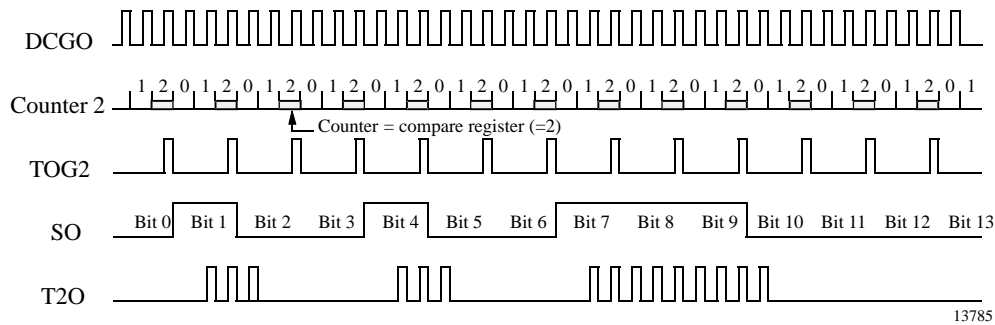 DCGO
1 2 0 1 2 0 1 2 0 1 2 0 1 2 0 1 2 0 1 2 0 1 2 0 1 2 0 1 2 0 1 2 0 1 2 0 1 2 0 1
Counter 2
Counter = compare register (=2)
TOG2
SO
Bit 0 Bit 1 Bit 2 Bit 3 Bit 4 Bit 5 Bit 6 Bit 7 Bit 8 Bit 9 Bit 10 Bit 11 Bit 12 Bit 13
T2O
13785